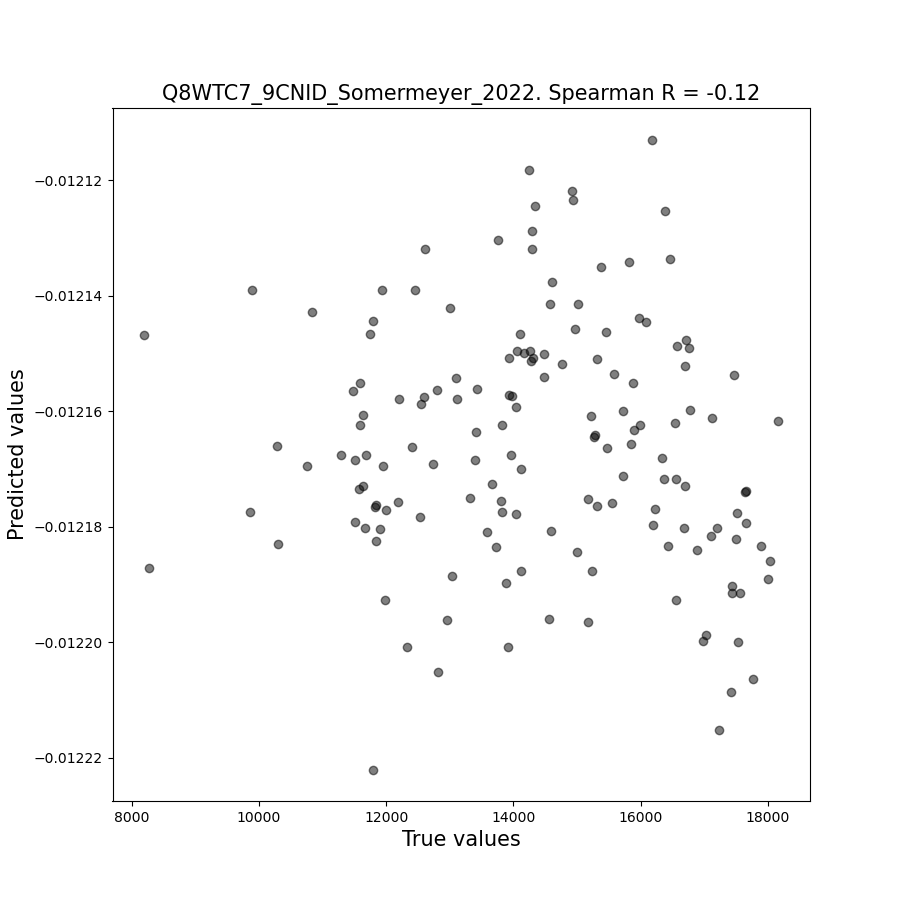 Q8WTC7_9CNID_Somermeyer_2022. Spearman R = -0.12
−0.01212
−0.01214
−0.01216
−0.01218
−0.01220
−0.01222
Predicted values
8000 10000 12000 14000 16000 18000
True values